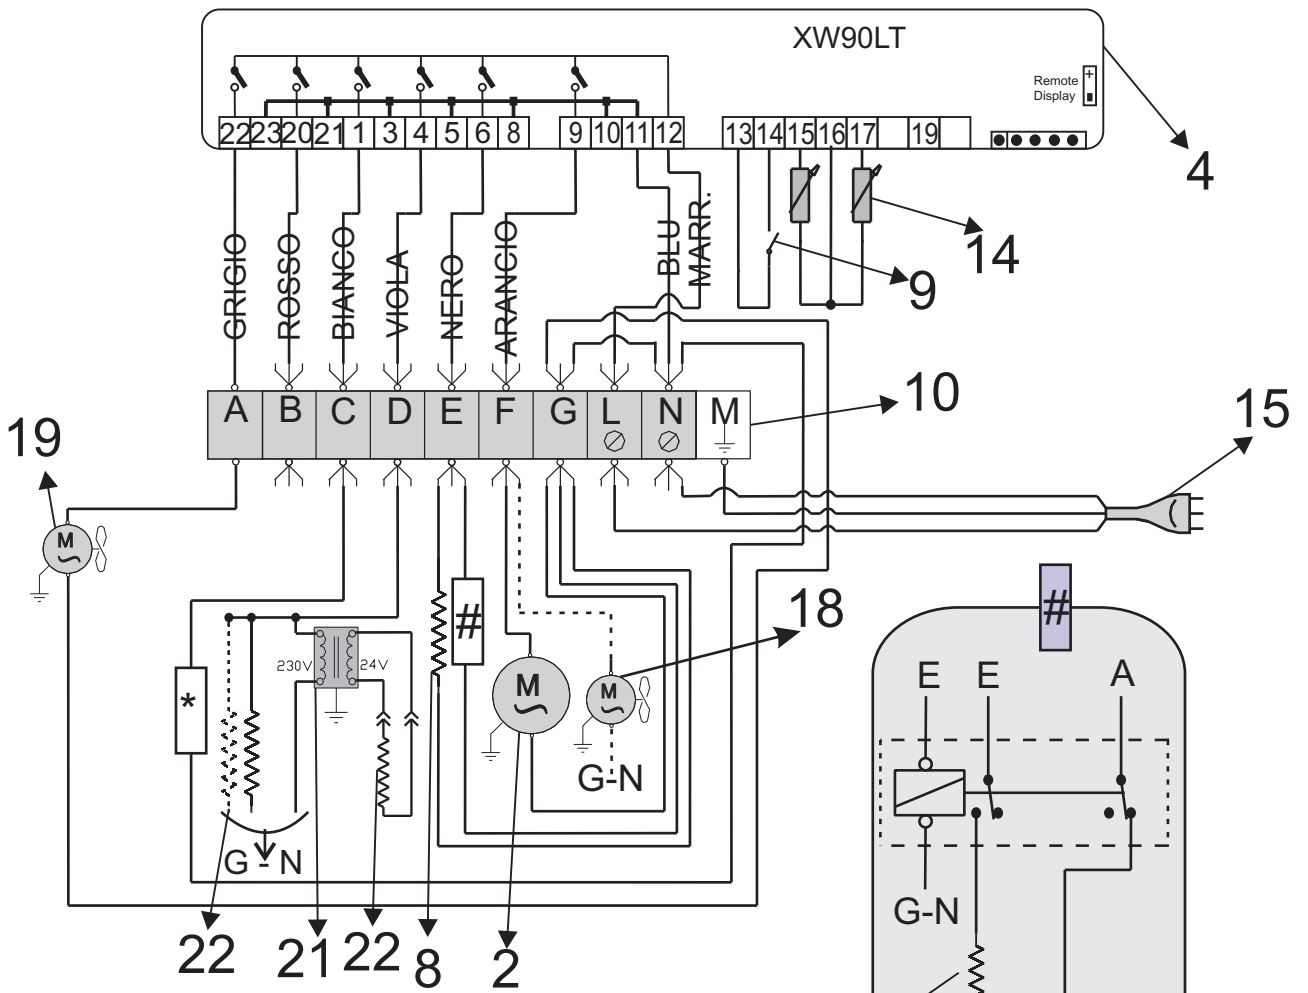 XW90LT
Remote
Display
+
22 23 20 21 1 3 4 5 6 8 9 10 11 12 13 14 15 16 17 19
4
GRIGIO
ROSSO
BIANCO
VIOLA
NERO
ARANCIO
BLU
MARR.
14
9
A B C D E F G L N M
10
15
19
M
18
#
#
230V 24V
*
M
M
E E A
G-N
G - N
G-N
22 21 22 8 2